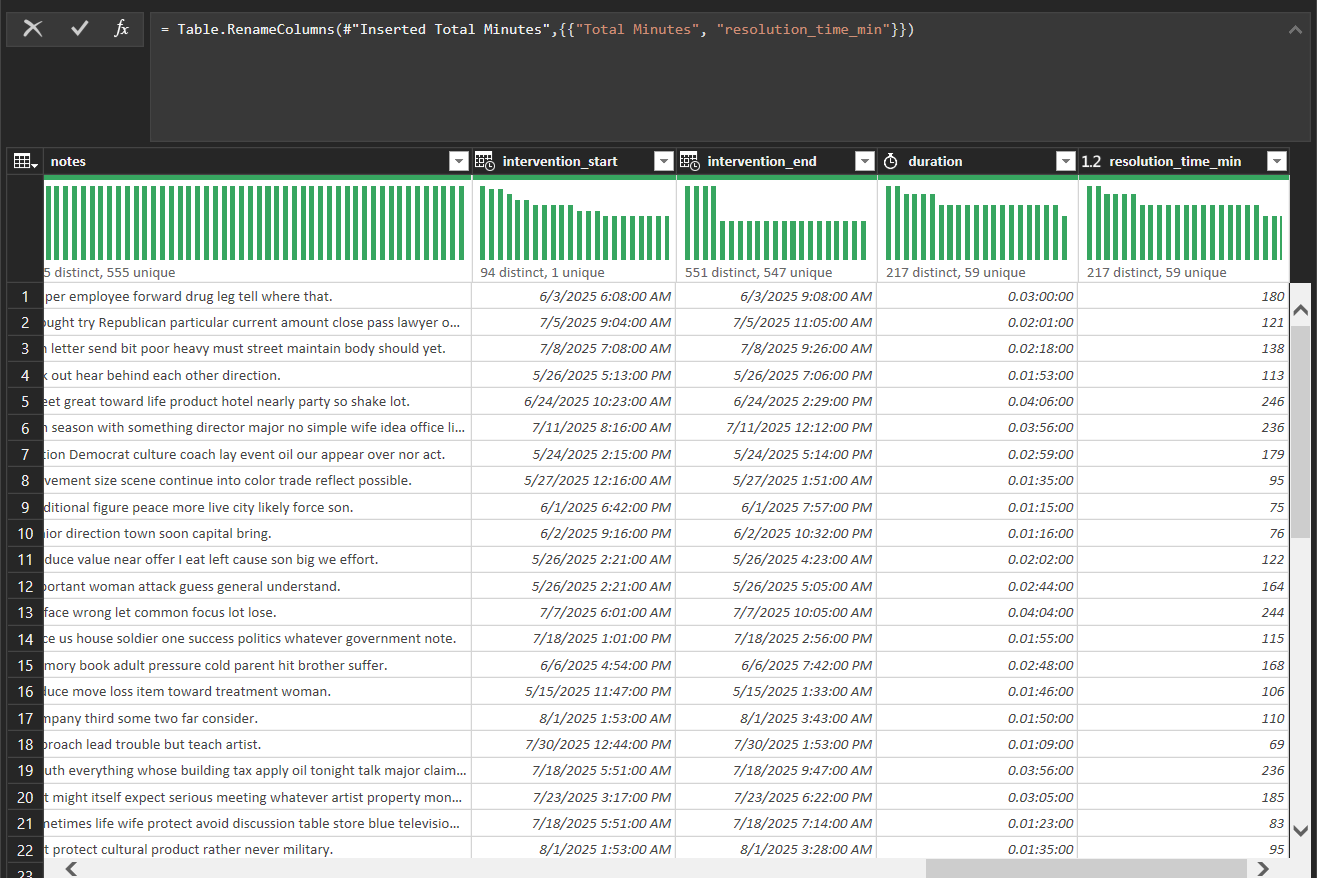 = Table.RenameColumns(#"Inserted Total Minutes",{{"Total Minutes", "resolution_time_min"}})
notes intervention_start intervention_end duration 1.2 resolution_time_min
5 distinct, 555 unique 94 distinct, 1 unique 551 distinct, 547 unique 217 distinct, 59 unique 217 distinct, 59 unique
1 per employee forward drug leg tell where that. 6/3/2025 6:08:00 AM 6/3/2025 9:08:00 AM 0.03:00:00 180
2 ought try Republican particular current amount close pass lawyer o... 7/5/2025 9:04:00 AM 7/5/2025 11:05:00 AM 0.02:01:00 121
3 letter send bit poor heavy must street maintain body should yet. 7/8/2025 7:08:00 AM 7/8/2025 9:26:00 AM 0.02:18:00 138
4 out hear behind each other direction. 5/26/2025 5:13:00 PM 5/26/2025 7:06:00 PM 0.01:53:00 113
5 eet great toward life product hotel nearly party so shake lot. 6/24/2025 10:23:00 AM 6/24/2025 2:29:00 PM 0.04:06:00 246
6 season with something director major no simple wife idea office li... 7/11/2025 8:16:00 AM 7/11/2025 12:12:00 PM 0.03:56:00 236
7 tion Democrat culture coach lay event oil our appear over nor act. 5/24/2025 2:15:00 PM 5/24/2025 5:14:00 PM 0.02:59:00 179
8 vement size scene continue into color trade reflect possible. 5/27/2025 12:16:00 AM 5/27/2025 1:51:00 AM 0.01:35:00 95
9 ditional figure peace more live city likely force son. 6/1/2025 6:42:00 PM 6/1/2025 7:57:00 PM 0.01:15:00 75
10 nior direction town soon capital bring. 6/2/2025 9:16:00 PM 6/2/2025 10:32:00 PM 0.01:16:00 76
11 duce value near offer I eat left cause son big we effort. 5/26/2025 2:21:00 AM 5/26/2025 4:23:00 AM 0.02:02:00 122
12 portant woman attack guess general understand. 5/26/2025 2:21:00 AM 5/26/2025 5:05:00 AM 0.02:44:00 164
13 face wrong let common focus lot lose. 7/7/2025 6:01:00 AM 7/7/2025 10:05:00 AM 0.04:04:00 244
14 ce us house soldier one success politics whatever government note. 7/18/2025 1:01:00 PM 7/18/2025 2:56:00 PM 0.01:55:00 115
15 mory book adult pressure cold parent hit brother suffer. 6/6/2025 4:54:00 PM 6/6/2025 7:42:00 PM 0.02:48:00 168
16 duce move loss item toward treatment woman. 5/15/2025 11:47:00 PM 5/15/2025 1:33:00 AM 0.01:46:00 106
17 mpany third some two far consider. 8/1/2025 1:53:00 AM 8/1/2025 3:43:00 AM 0.01:50:00 110
18 proach lead trouble but teach artist. 7/30/2025 12:44:00 PM 7/30/2025 1:53:00 PM 0.01:09:00 69
19 uth everything whose building tax apply oil tonight talk major claim... 7/18/2025 5:51:00 AM 7/18/2025 9:47:00 AM 0.03:56:00 236
20 t might itself expect serious meeting whatever artist property mon... 7/23/2025 3:17:00 PM 7/23/2025 6:22:00 PM 0.03:05:00 185
21 metimes life wife protect avoid discussion table store blue televisio... 7/18/2025 5:51:00 AM 7/18/2025 7:14:00 AM 0.01:23:00 83
22 t protect cultural product rather never military. 8/1/2025 1:53:00 AM 8/1/2025 3:28:00 AM 0.01:35:00 95
23